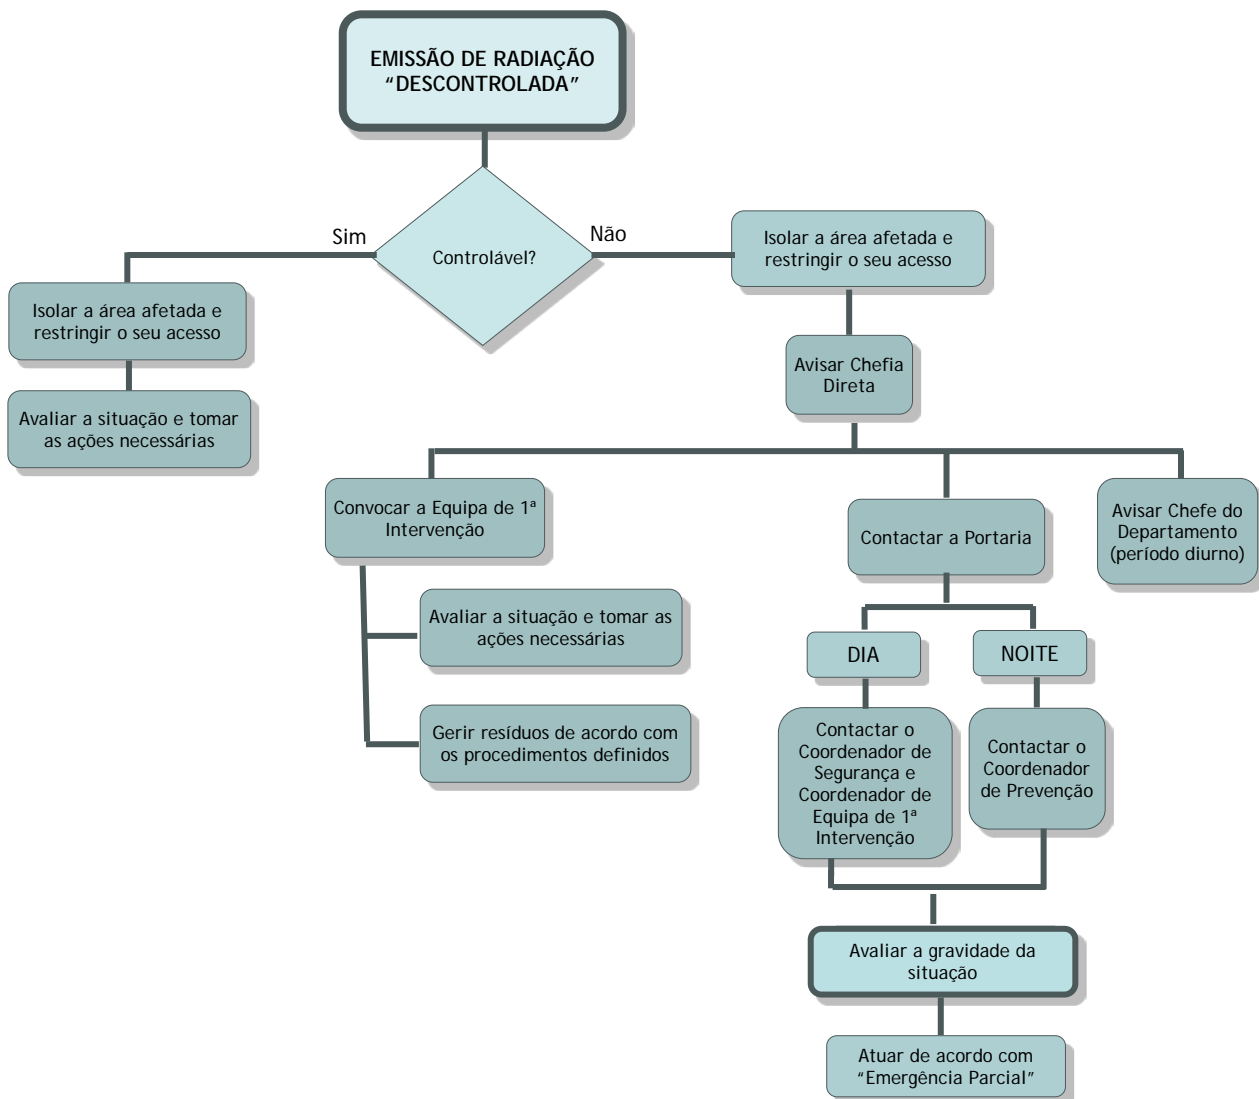 EMISSÃO DE RADIAÇÃO
“DESCONTROLADA”
Sim
Controlável?
Não
Isolar a área afetada e
restringir o seu acesso
Isolar a área afetada e
restringir o seu acesso
Avaliar a situação e tomar
as ações necessárias
Avisar Chefia
Direta
Convocar a Equipa de 1ª
Intervenção
Avaliar a situação e tomar as
ações necessárias
Gerir resíduos de acordo com
os procedimentos definidos
Contactar a Portaria
Avisar Chefe do
Departamento
(período diurno)
DIA
NOITE
Contactar o
Coordenador de
Segurança e
Coordenador de
Equipa de 1ª
Intervenção
Contactar o
Coordenador
de Prevenção
Avaliar a gravidade da
situação
Atuar de acordo com
“Emergência Parcial”